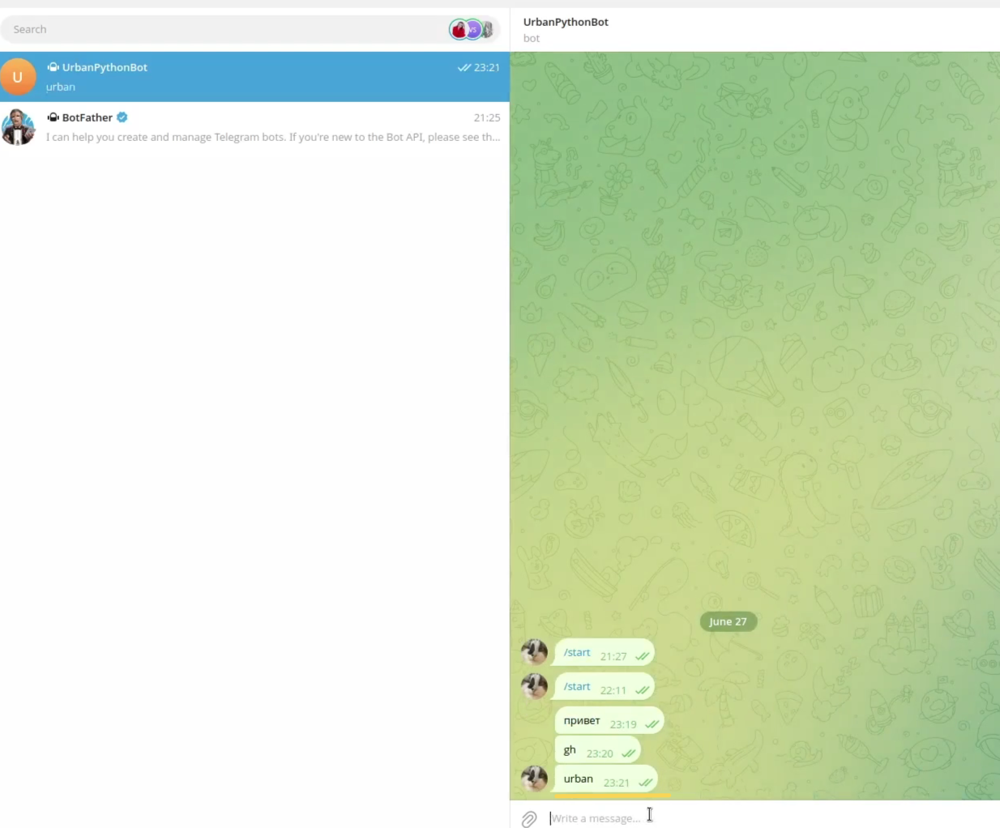 Search
VS
UrbanPythonBot
bot
U
UrbanPythonBot
23:21
urban
BotFather
21:25
I can help you create and manage Telegram bots. If you're new to the Bot API, please see th...
June 27
/start 21:27
/start 22:11
привет 23:19
gh 23:20
urban 23:21
Write a message...